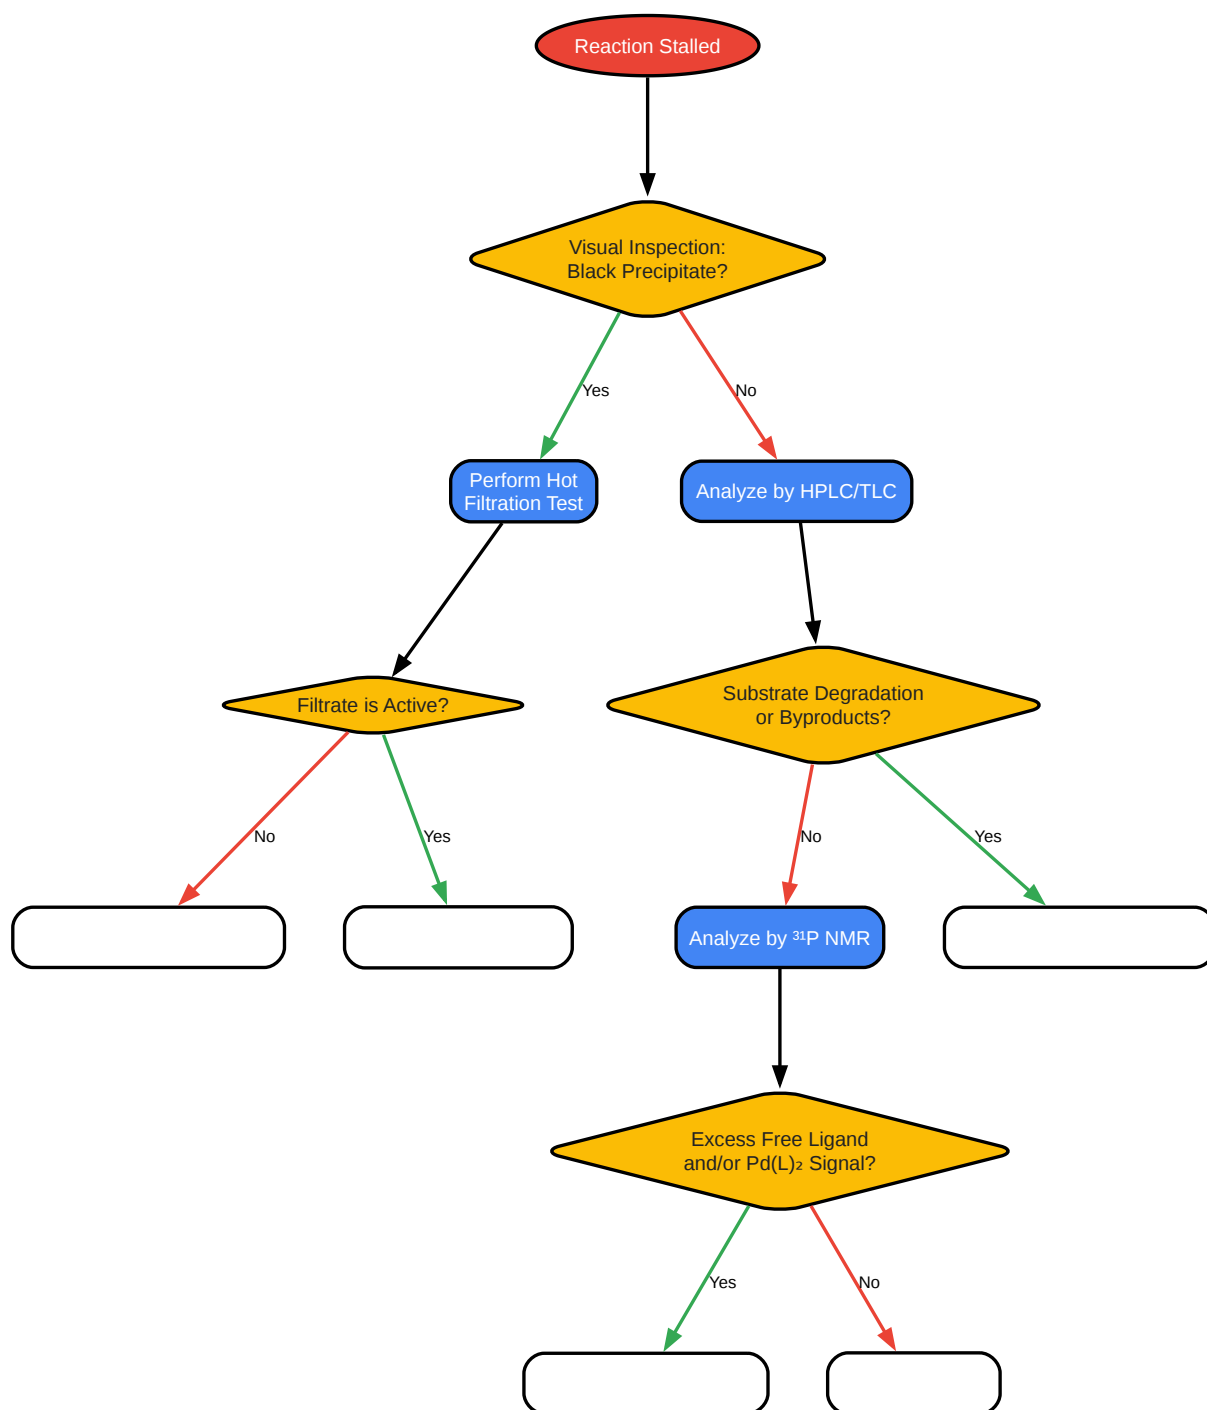 Reaction Stalled
Visual Inspection:
Black Precipitate?
Yes
No
Perform Hot
Filtration Test
Analyze by HPLC/TLC
Filtrate is Active?
Substrate Degradation
or Byproducts?
No
Yes
No
Yes
Analyze by ³¹P NMR
Excess Free Ligand
and/or Pd(L)₂ Signal?
Yes
No